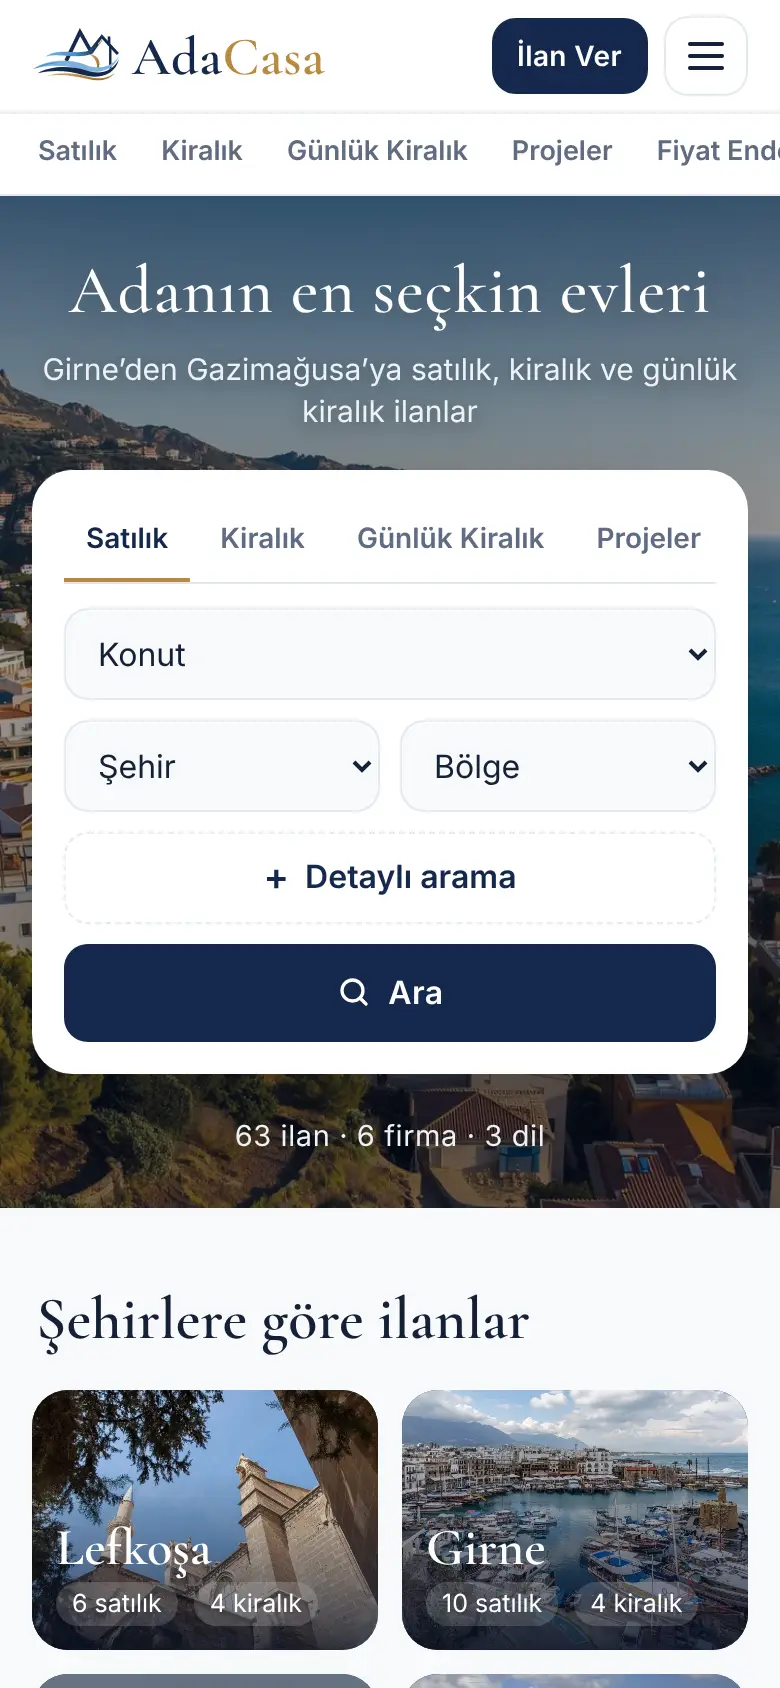 AdaCasa
İlan Ver
Satılık Kiralık Günlük Kiralık Projeler Fiyat
Adanın en seçkin evleri
Girne’den Gazimağusa’ya satılık, kiralık ve günlük
kiralık ilanlar
Satılık Kiralık Günlük Kiralık Projeler
Konut
Şehir Bölge
+ Detaylı arama
Ara
63 ilan · 6 firma · 3 dil
Şehirlere göre ilanlar
Lefkoşa
6 satılık 4 kiralık
Girne
10 satılık 4 kiralık